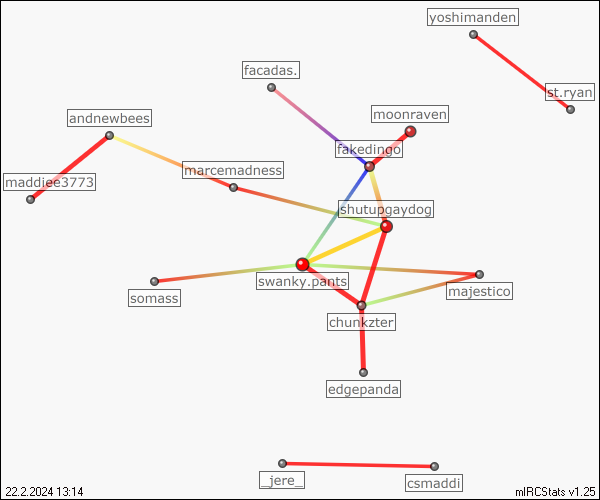 yoshimanden
facadas.
st.ryan
moonraven
andnewbees
fakedingo
marcemadness
maddiee3773
shutupgaydog
swanky.pants
somass
majestico
chunkzter
edgepanda
_jere_
csmaddi
22.2.2024 13:14
mIRCStats v1.25